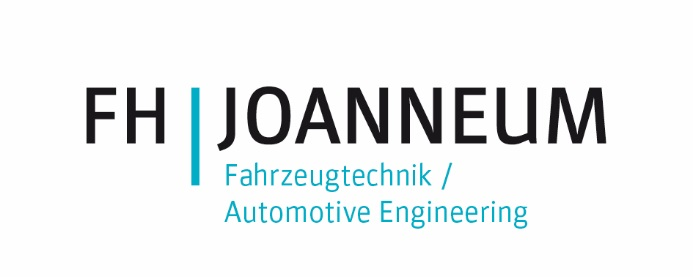 FH | JOANNEUM
Fahrzeugtechnik /
Automotive Engineering